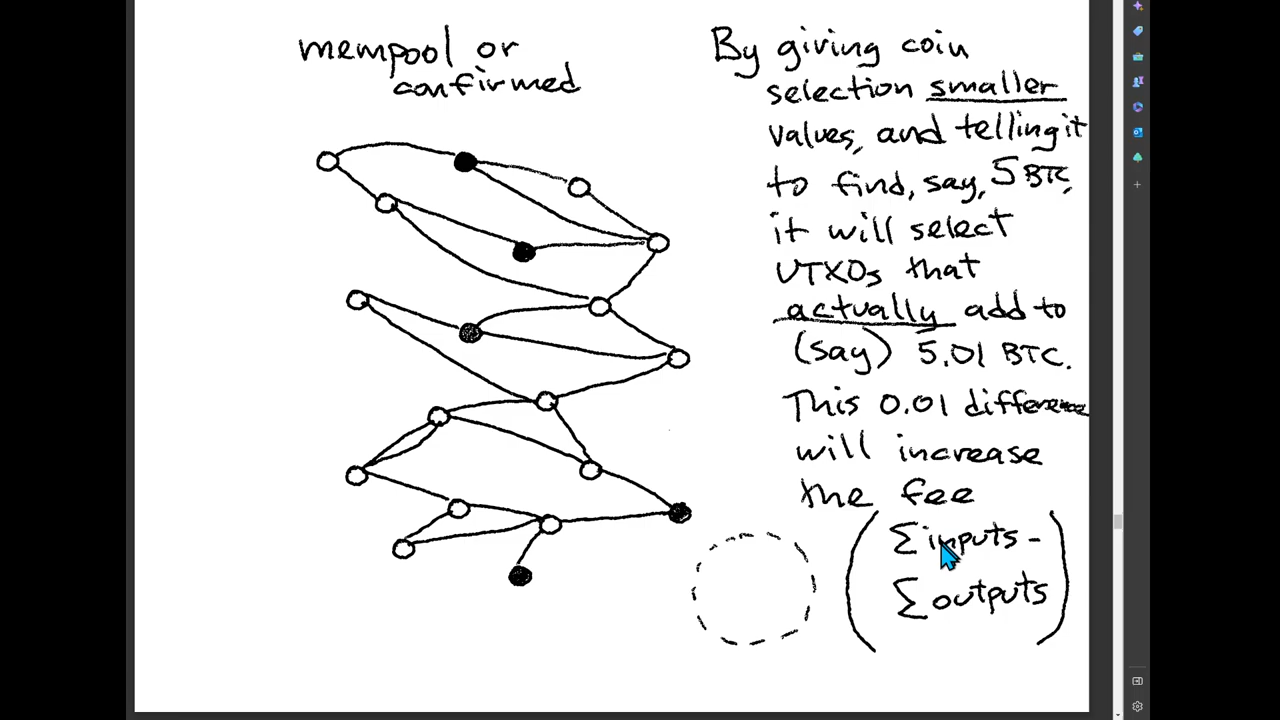 mempool or
confirmed
By giving coin
selection smaller
values, and telling it
to find, say, 5 BTC,
it will select
UTXOs that
actually add to
(say) 5.01 BTC.
This 0.01 difference
will increase
the fee
(Σ inputs -
Σ outputs)